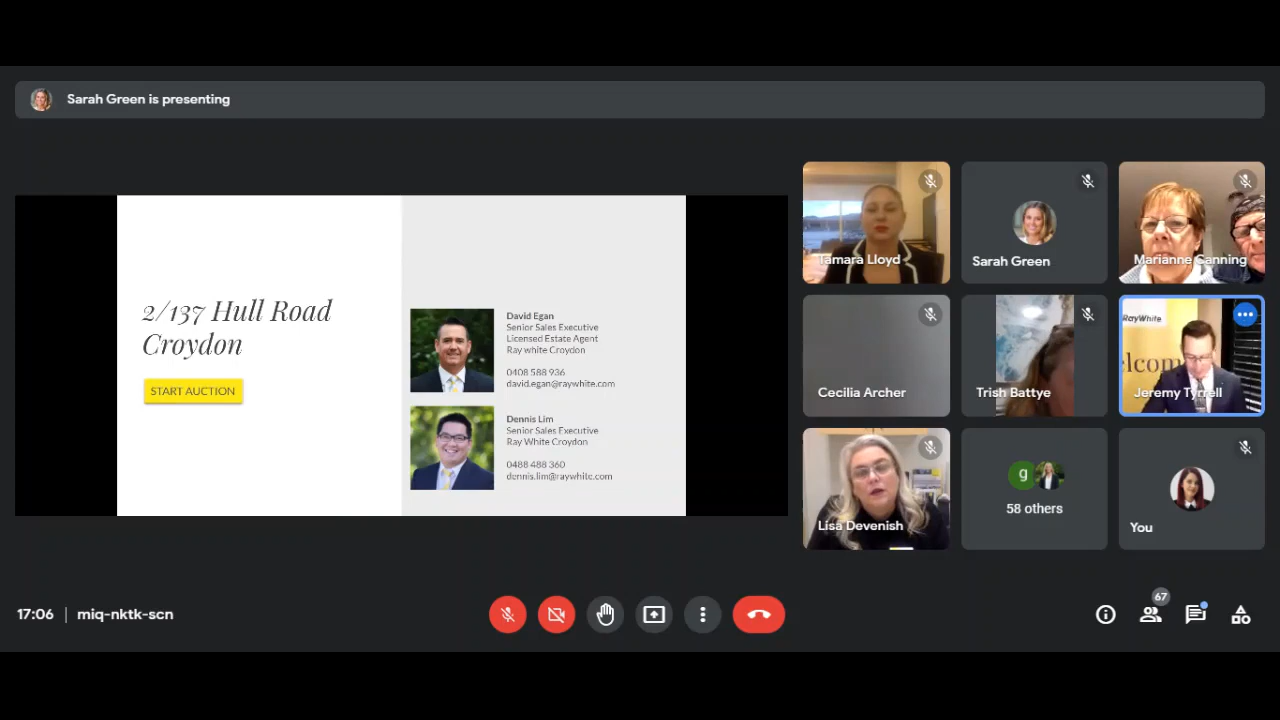 Sarah Green is presenting
2/137 Hull Road
Croydon
START AUCTION
David Egan
Senior Sales Executive
Licensed Estate Agent
Ray white Croydon
0408 588 936
david.egan@raywhite.com
Dennis Lim
Senior Sales Executive
Ray White Croydon
0488 488 360
dennis.lim@raywhite.com
Tamara Lloyd
Sarah Green
Marianne Canning
Cecilia Archer
Trish Battye
RayWhite
elcom
Jeremy Tyrrell
Lisa Devenish
g
58 others
You
17:06 | miq-nktk-scn
67